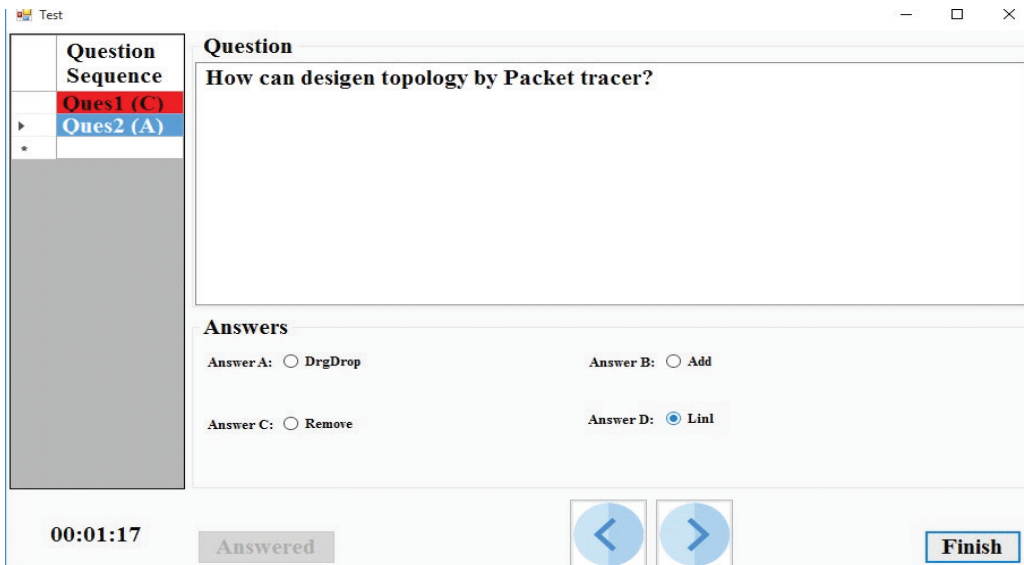 Test
Question
Sequence
Ques1 (C)
Ques2 (A)
Question
How can desigen topology by Packet tracer?
Answers
Answer A: DrgDrop
Answer B: Add
Answer C: Remove
Answer D: Linl
00:01:17
Answered
Finish